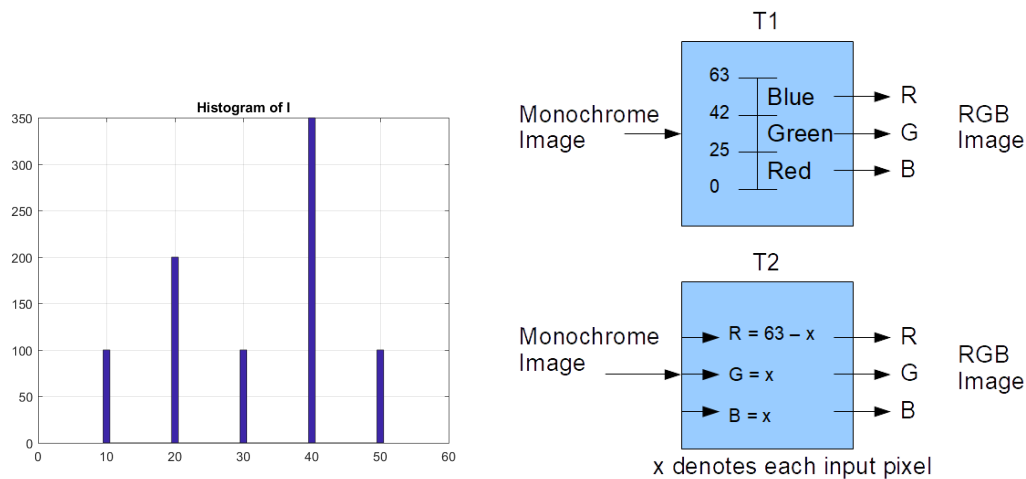 Histogram of I
350
300
250
200
150
100
50
0
0 10 20 30 40 50 60
T1
Monochrome
Image
63
42
25
0
Blue
Green
Red
R
G
B
RGB
Image
T2
Monochrome
Image
R = 63 – x
G = x
B = x
R
G
B
RGB
Image
x denotes each input pixel